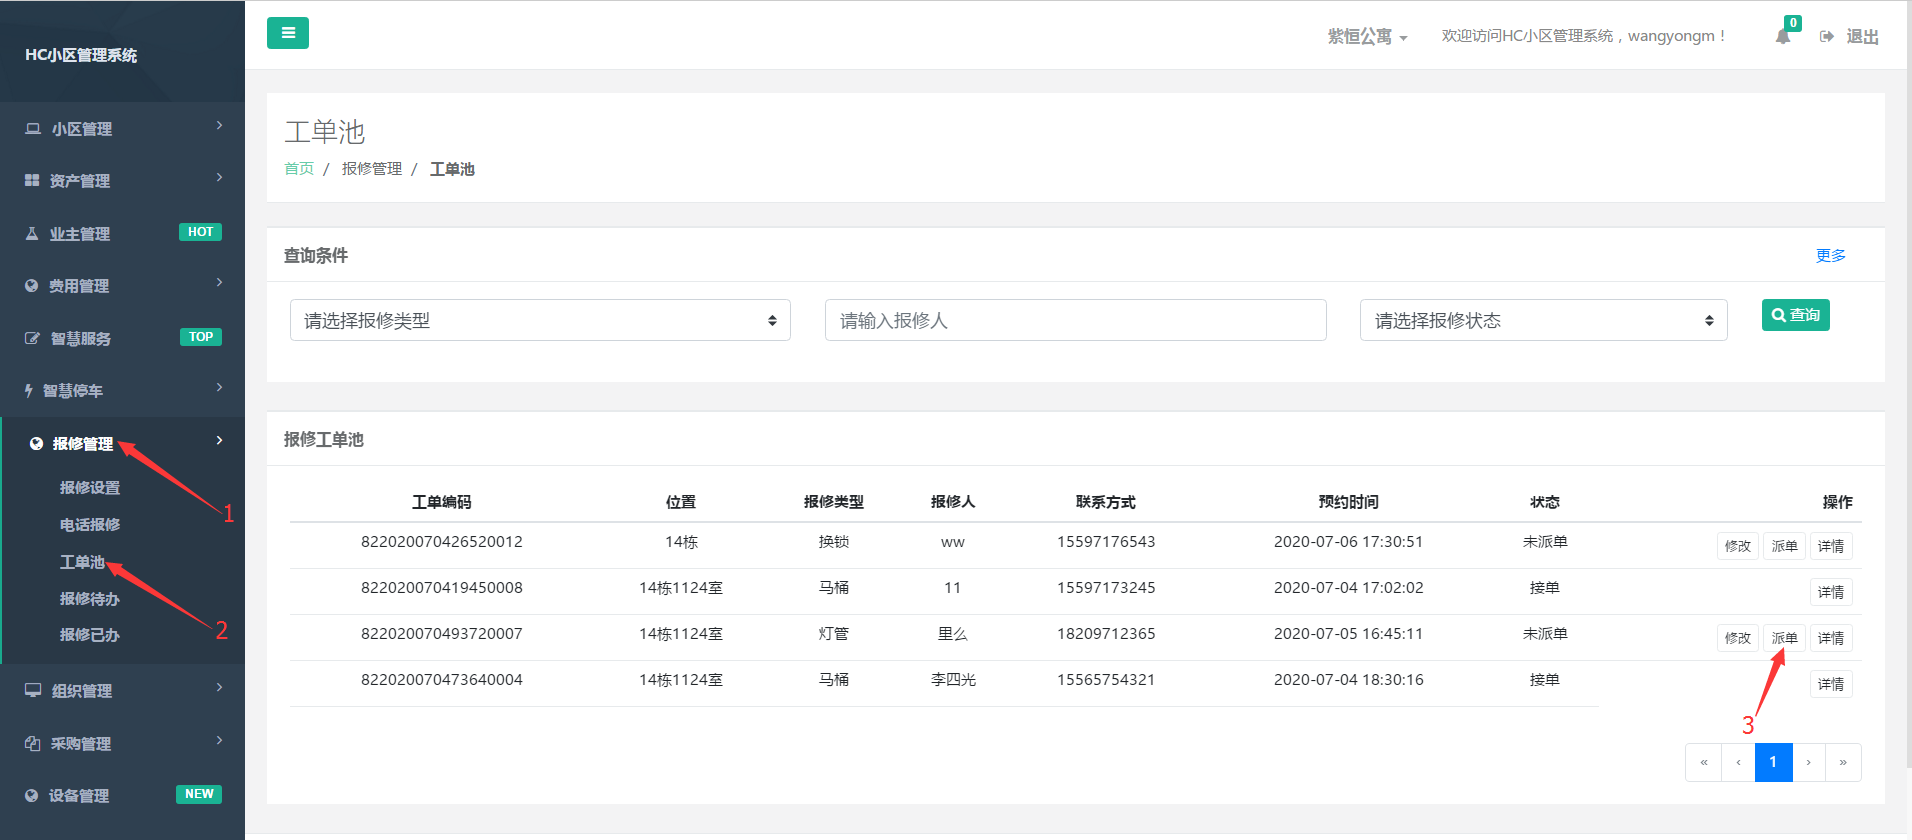 HC小区管理系统
紫恒公寓
欢迎访问HC小区管理系统，wangyongm！
0
退出
小区管理
资产管理
业主管理 HOT
费用管理
智慧服务 TOP
智慧停车
报修管理
1
报修设置
电话报修
工单池
报修待办
2
报修已办
组织管理
采购管理
设备管理 NEW
工单池
首页 / 报修管理 / 工单池
查询条件 更多
请选择报修类型 请输入报修人 请选择报修状态 查询
报修工单池
工单编码 位置 报修类型 报修人 联系方式 预约时间 状态 操作
822020070426520012 14栋 换锁 ww 15597176543 2020-07-06 17:30:51 未派单 修改 派单 详情
822020070419450008 14栋1124室 马桶 11 15597173245 2020-07-04 17:02:02 接单 详情
822020070493720007 14栋1124室 灯管 里么 18209712365 2020-07-05 16:45:11 未派单 修改 派单 详情
822020070473640004 14栋1124室 马桶 李四光 15565754321 2020-07-04 18:30:16 接单 详情
3
« ‹ 1 › »